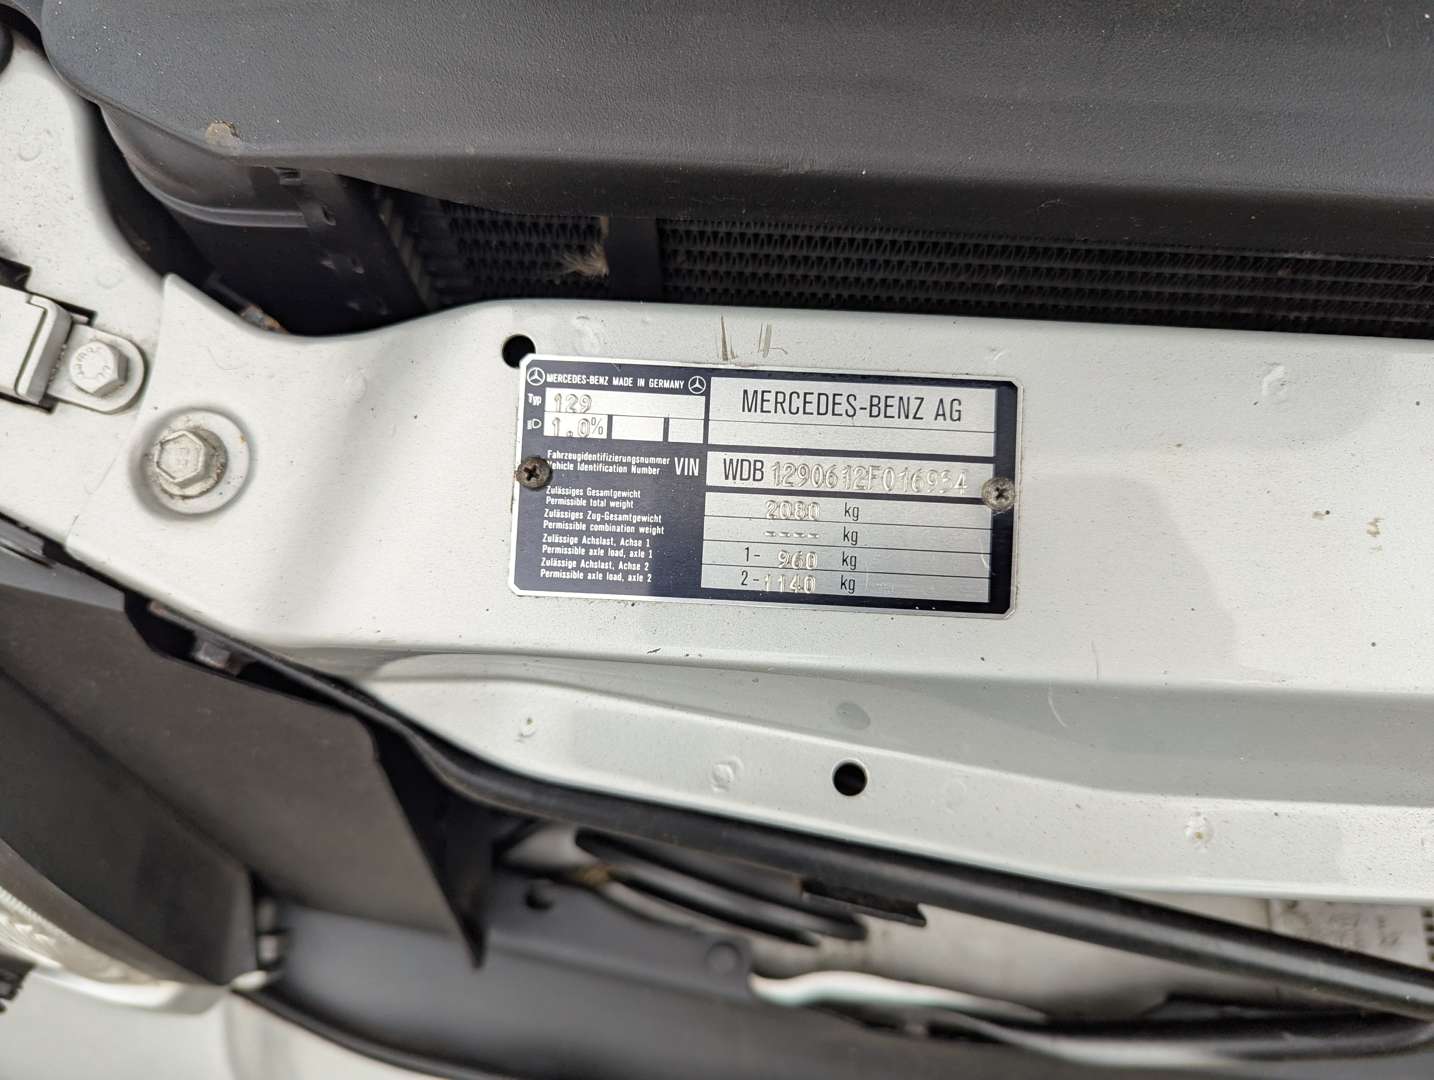 MERCEDES-BENZ MADE IN GERMANY
Typ 129
1.0%
MERCEDES-BENZ AG
Fahrzeugidentifizierungsnummer
Vehicle Identification Number
VIN WDB 1290612F016954
Zulässiges Gesamtgewicht
Permissible total weight
2080 kg
Zulässiges Zug-Gesamtgewicht
Permissible combination weight
---- kg
Zulässige Achslast, Achse 1
Permissible axle load, axle 1
1- 960 kg
Zulässige Achslast, Achse 2
Permissible axle load, axle 2
2- 1140 kg